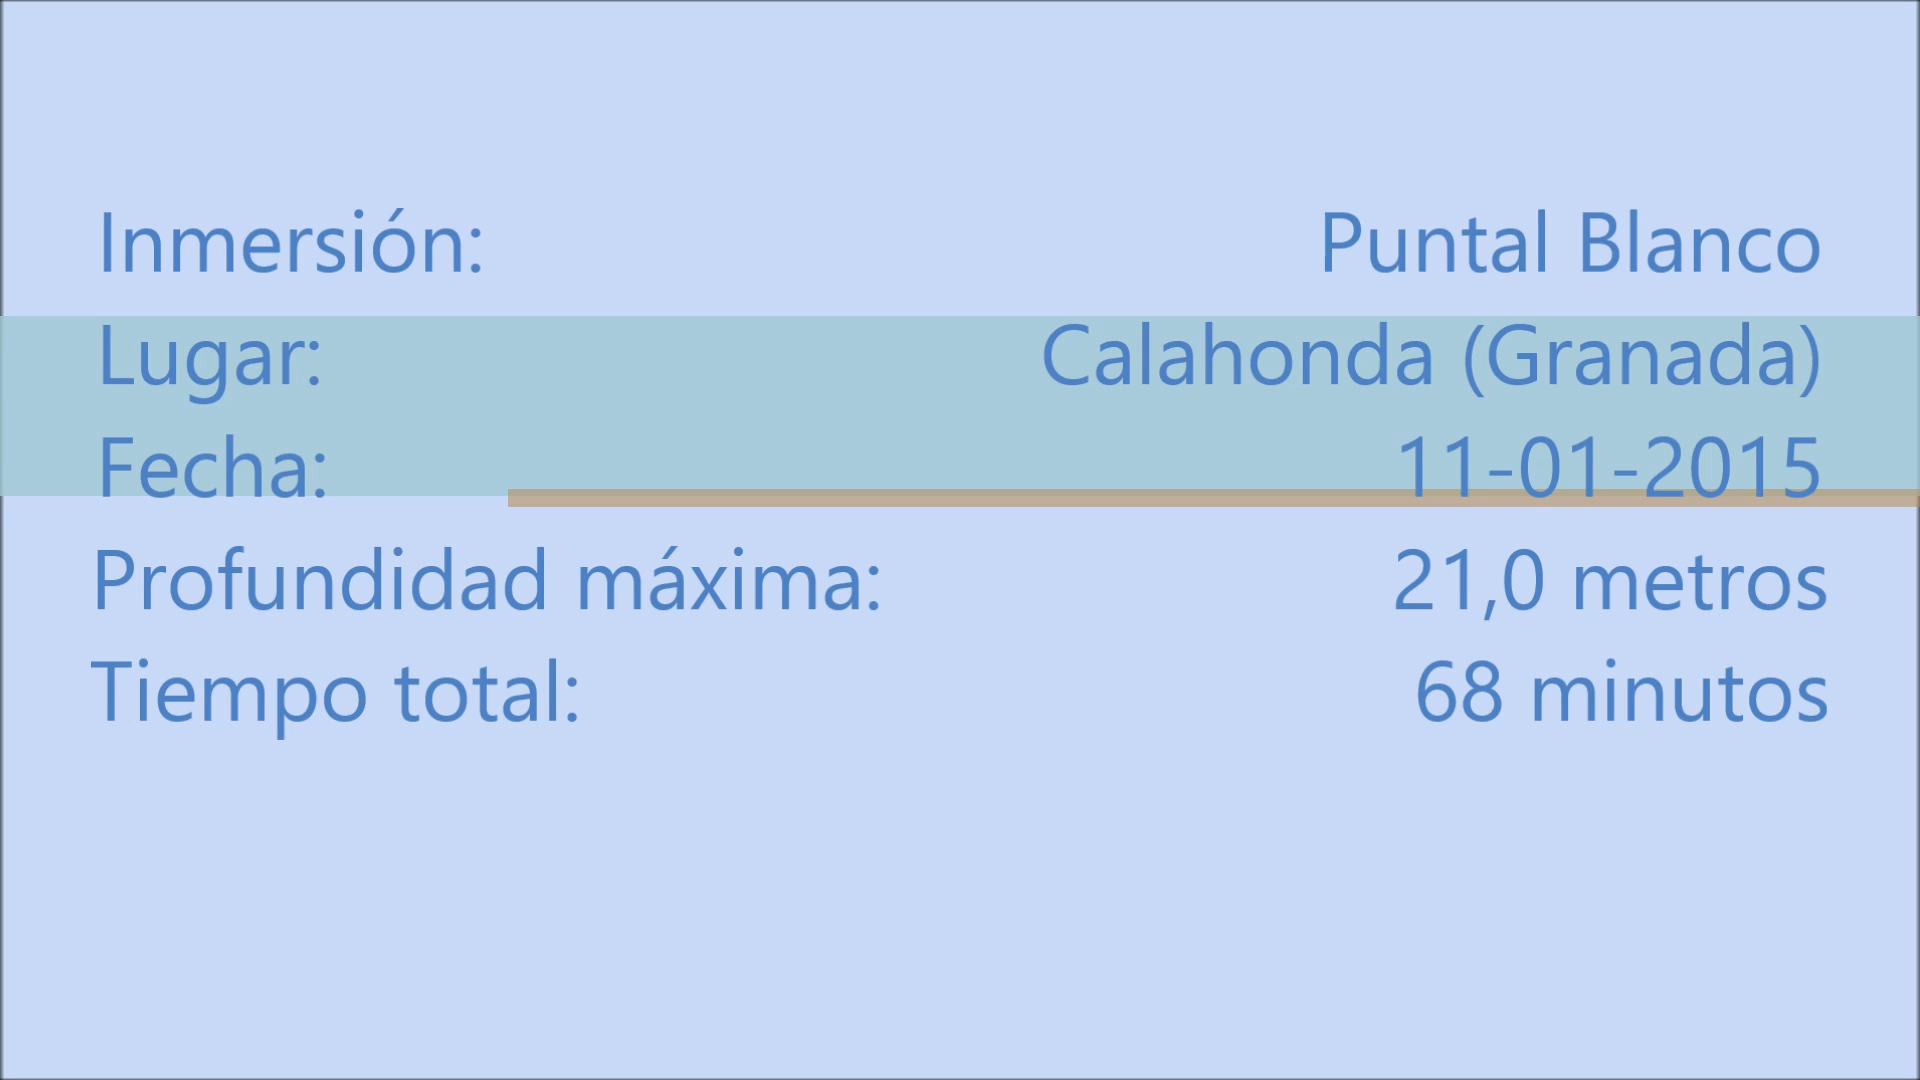 Inmersión: Puntal Blanco
Lugar: Calahonda (Granada)
Fecha: 11-01-2015
Profundidad máxima: 21,0 metros
Tiempo total: 68 minutos